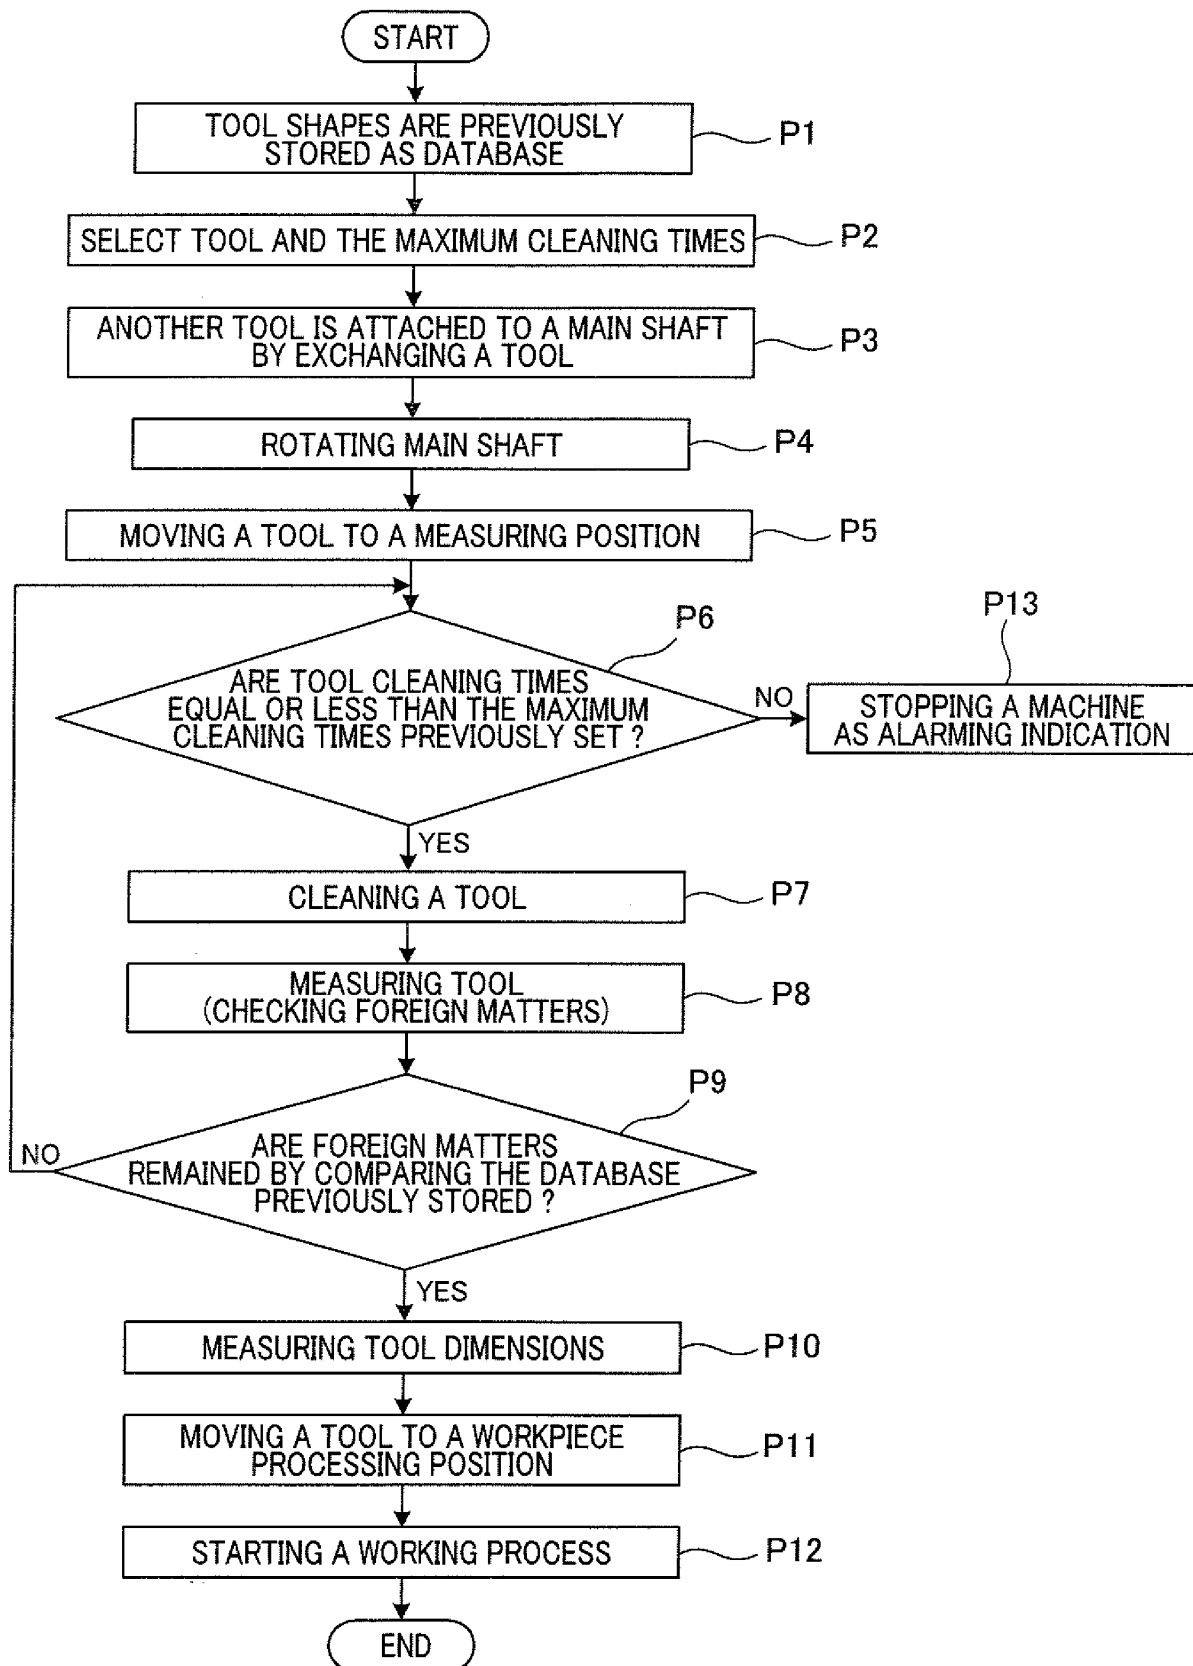 START
TOOL SHAPES ARE PREVIOUSLY
STORED AS DATABASE
P1
SELECT TOOL AND THE MAXIMUM CLEANING TIMES
P2
ANOTHER TOOL IS ATTACHED TO A MAIN SHAFT
BY EXCHANGING A TOOL
P3
ROTATING MAIN SHAFT
P4
MOVING A TOOL TO A MEASURING POSITION
P5
P6
ARE TOOL CLEANING TIMES
EQUAL OR LESS THAN THE MAXIMUM
CLEANING TIMES PREVIOUSLY SET ?
NO
P13
STOPPING A MACHINE
AS ALARMING INDICATION
YES
CLEANING A TOOL
P7
MEASURING TOOL
(CHECKING FOREIGN MATTERS)
P8
P9
ARE FOREIGN MATTERS
REMAINED BY COMPARING THE DATABASE
PREVIOUSLY STORED ?
NO
YES
MEASURING TOOL DIMENSIONS
P10
MOVING A TOOL TO A WORKPIECE
PROCESSING POSITION
P11
STARTING A WORKING PROCESS
P12
END